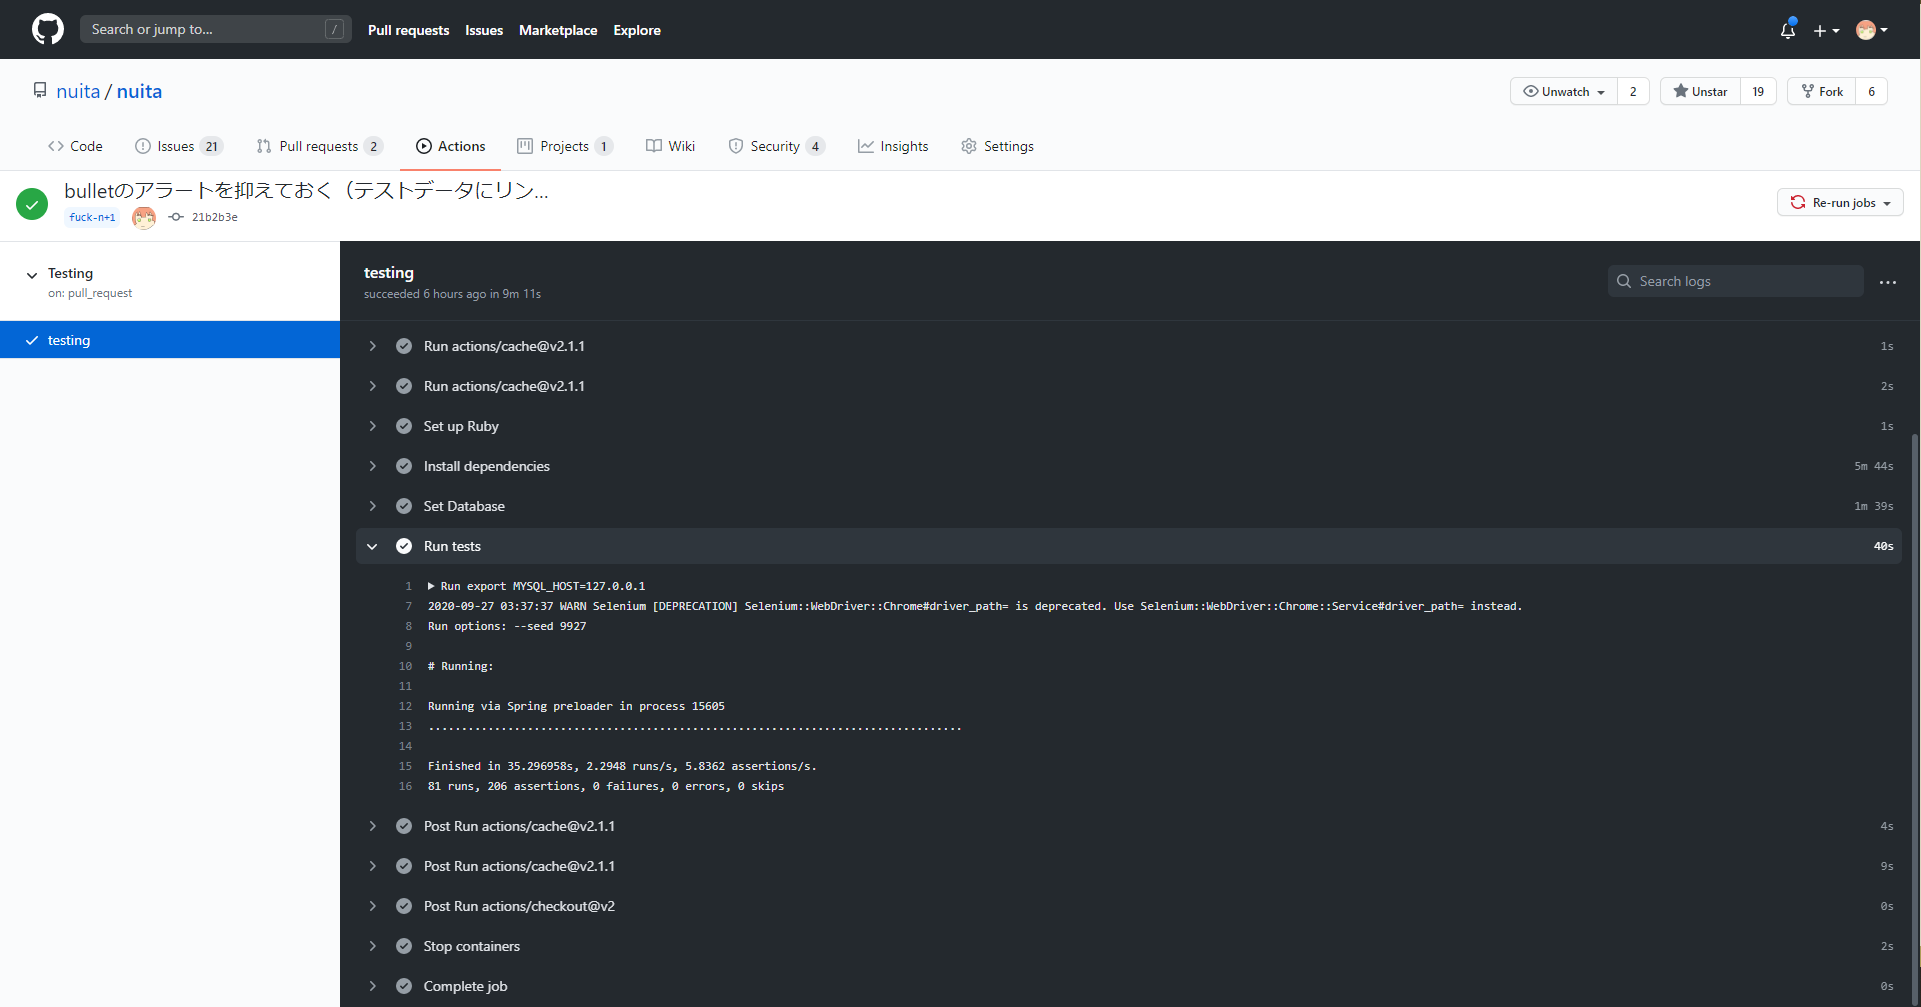 Search or jump to... /
Pull requests Issues Marketplace Explore
nuita / nuita
Unwatch 2 Unstar 19 Fork 6
Code Issues 21 Pull requests 2 Actions Projects 1 Wiki Security 4 Insights Settings
bulletのアラートを抑えておく（テストデータにリン...
fuck-n+1 21b2b3e
Re-run jobs
Testing
on: pull_request
testing
testing
succeeded 6 hours ago in 9m 11s
Search logs
Run actions/cache@v2.1.1 1s
Run actions/cache@v2.1.1 2s
Set up Ruby 1s
Install dependencies 5m 44s
Set Database 1m 39s
Run tests 40s
1 Run export MYSQL_HOST=127.0.0.1
7 2020-09-27 03:37:37 WARN Selenium [DEPRECATION] Selenium::WebDriver::Chrome#driver_path= is deprecated. Use Selenium::WebDriver::Chrome::Service#driver_path= instead.
8 Run options: --seed 9927
9
10 # Running:
11
12 Running via Spring preloader in process 15605
13 .................................................................................
14
15 Finished in 35.296958s, 2.2948 runs/s, 5.8362 assertions/s.
16 81 runs, 206 assertions, 0 failures, 0 errors, 0 skips
Post Run actions/cache@v2.1.1 4s
Post Run actions/cache@v2.1.1 9s
Post Run actions/checkout@v2 0s
Stop containers 2s
Complete job 0s